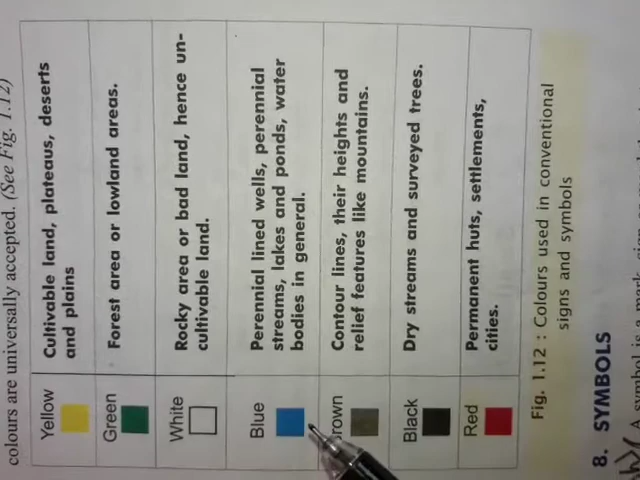 colours are universally accepted. (See Fig. 1.12)
Yellow
Cultivable land, plateaus, deserts
and plains
Green
Forest area or lowland areas.
White
Rocky area or bad land, hence un-
cultivable land.
Blue
Perennial lined wells, perennial
streams, lakes and ponds, water
bodies in general.
rown
Contour lines, their heights and
relief features like mountains.
Black
Dry streams and surveyed trees.
Red
Permanent huts, settlements,
cities.
Fig. 1.12 : Colours used in conventional
signs and symbols
8. SYMBOLS
A symbol is a mark, sign